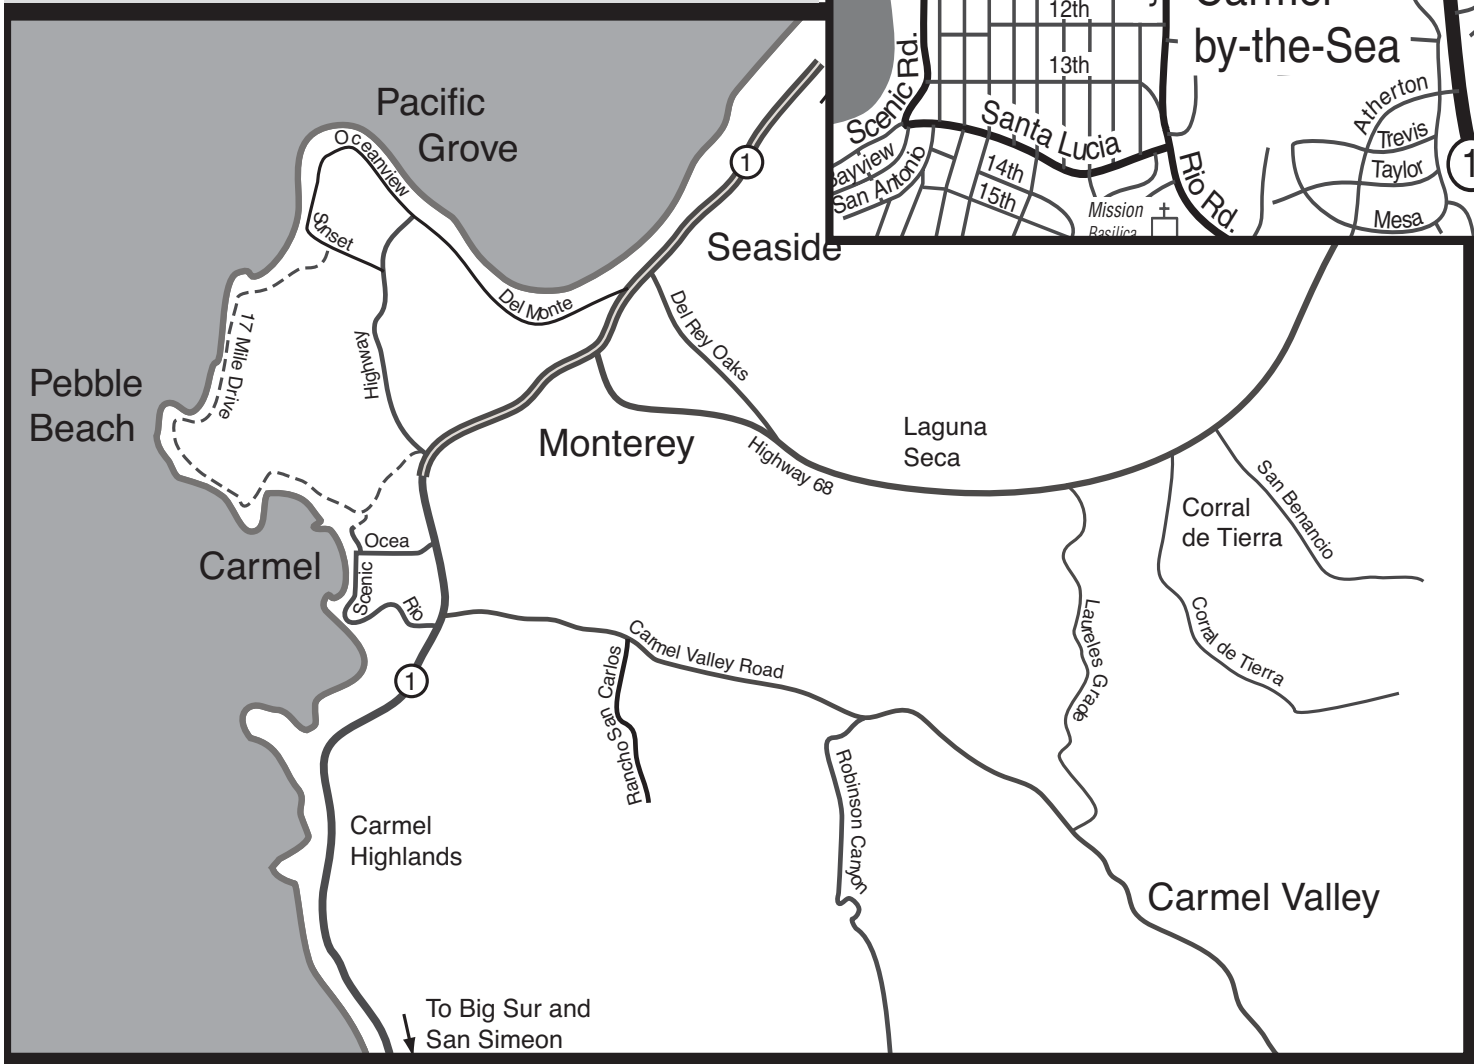 Carmel
by-the-Sea
12th
13th
Scenic Rd.
Santa Lucia
Bayview
San Antonio
14th
15th
Mission
Basilica
Rio Rd.
Atherton
Trevis
Taylor
Mesa
1
Pacific
Grove
Oceanview
1
Sunset
Seaside
Del Monte
Del Rey Oaks
17 Mile Drive
Highway
Pebble
Beach
Monterey
Highway 68
Laguna
Seca
San Benancio
Corral
de Tierra
Ocea
Carmel
Scenic
Rio
Carmel Valley Road
Laureles Grade
Corral de Tierra
1
Rancho San Carlos
Robinson Canyon
Carmel
Highlands
Carmel Valley
To Big Sur and
San Simeon